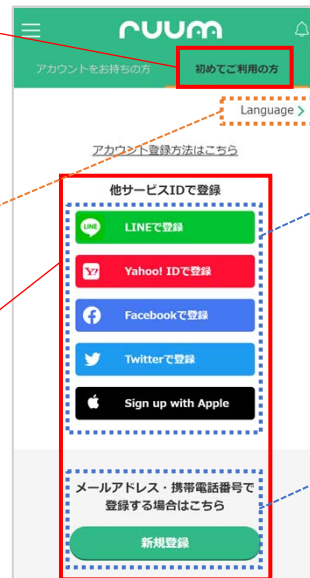 ruum
アカウントをお持ちの方
初めてご利用の方
Language >
アカウント登録方法はこちら
他サービスIDで登録
LINE
LINEで登録
Y?
Yahoo! IDで登録
Facebookで登録
Twitterで登録
Sign up with Apple
メールアドレス・携帯電話番号で
登録する場合はこちら
新規登録